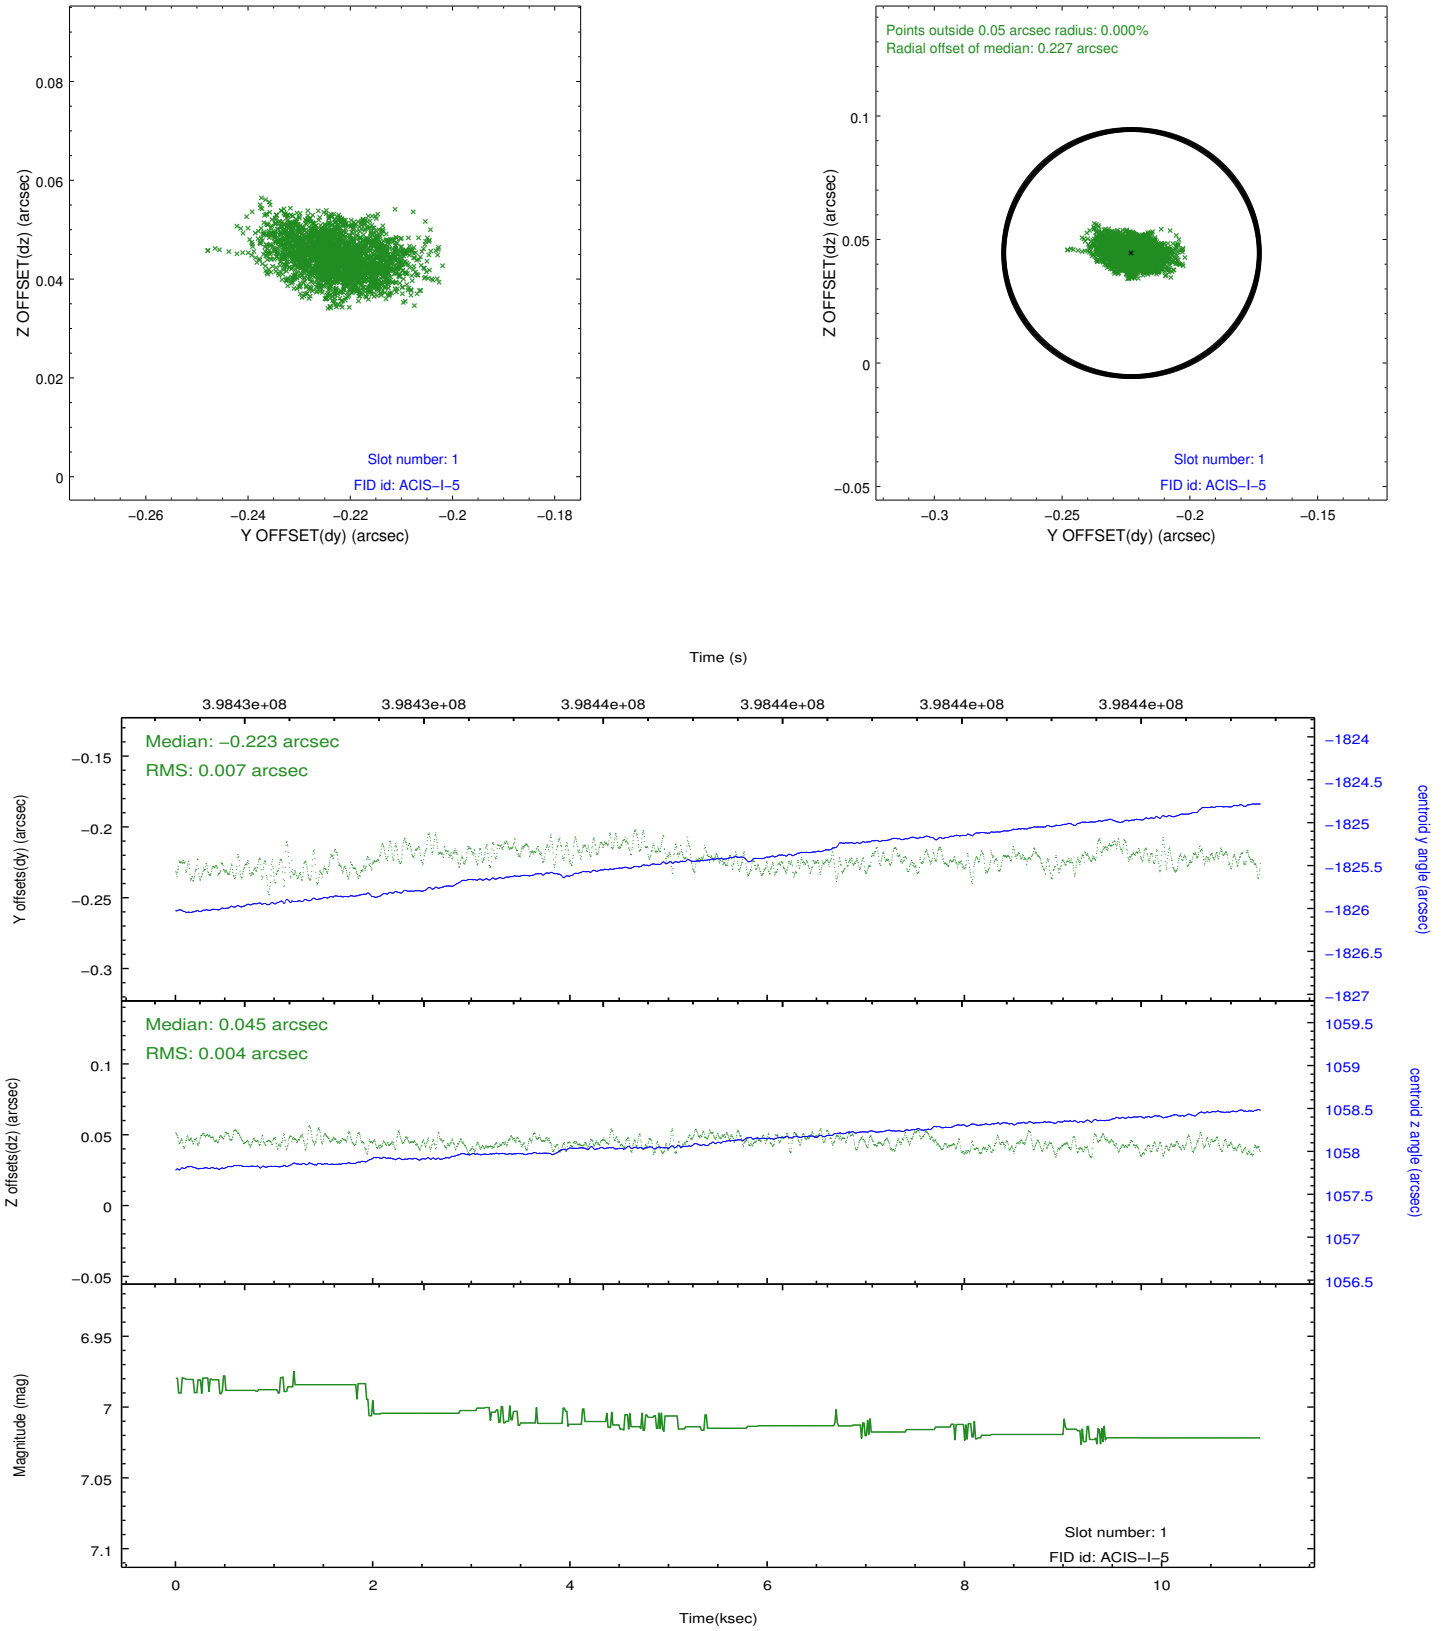 0.08
0.06
0.04
0.02
0
Z OFFSET(dz) (arcsec)
Slot number: 1
FID id: ACIS−I−5
−0.26 −0.24 −0.22 −0.2 −0.18
Y OFFSET(dy) (arcsec)
Points outside 0.05 arcsec radius: 0.000%
Radial offset of median: 0.227 arcsec
0.1
0.05
0
−0.05
Z OFFSET(dz) (arcsec)
Slot number: 1
FID id: ACIS−I−5
−0.3 −0.25 −0.2 −0.15
Y OFFSET(dy) (arcsec)
Time (s)
3.9843e+08 3.9843e+08 3.9844e+08 3.9844e+08 3.9844e+08 3.9844e+08
Median: −0.223 arcsec
RMS: 0.007 arcsec
−0.15
−0.2
−0.25
−0.3
Y offsets(dy) (arcsec)
−1824
−1824.5
−1825
−1825.5
−1826
−1826.5
−1827
centroid y angle (arcsec)
Median: 0.045 arcsec
RMS: 0.004 arcsec
0.1
0.05
0
−0.05
Z offsets(dz) (arcsec)
1059.5
1059
1058.5
1058
1057.5
1057
1056.5
centroid z angle (arcsec)
6.95
7
7.05
7.1
Magnitude (mag)
Slot number: 1
FID id: ACIS−I−5
0 2 4 6 8 10
Time(ksec)